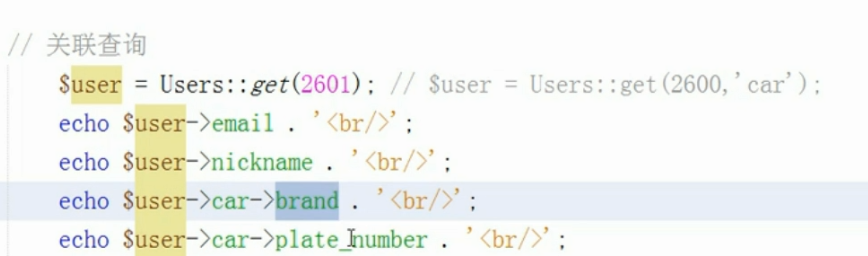 // 关联查询
$user = Users::get(2601); // $user = Users::get(2600,'car');
echo $user->email . '<br/>';
echo $user->nickname . '<br/>';
echo $user->car->brand . '<br/>';
echo $user->car->plate_number . '<br/>';